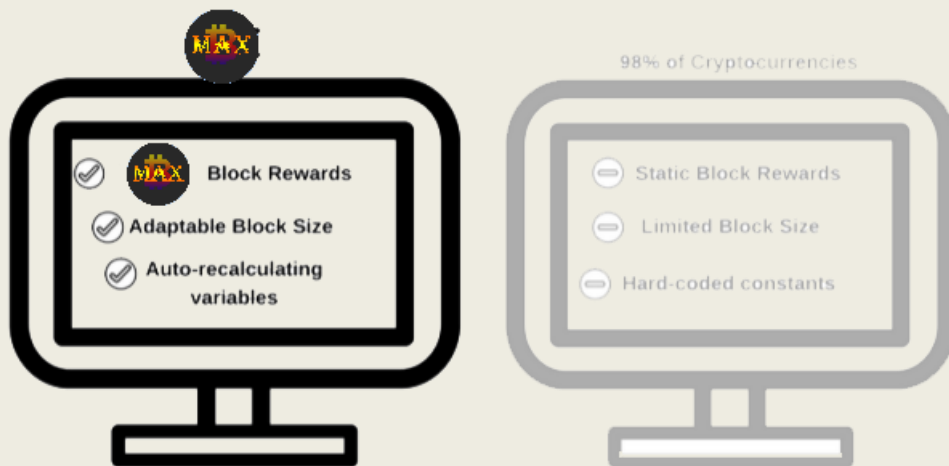 MAX
MAX Block Rewards
Adaptable Block Size
Auto-recalculating
variables
98% of Cryptocurrencies
Static Block Rewards
Limited Block Size
Hard-coded constants